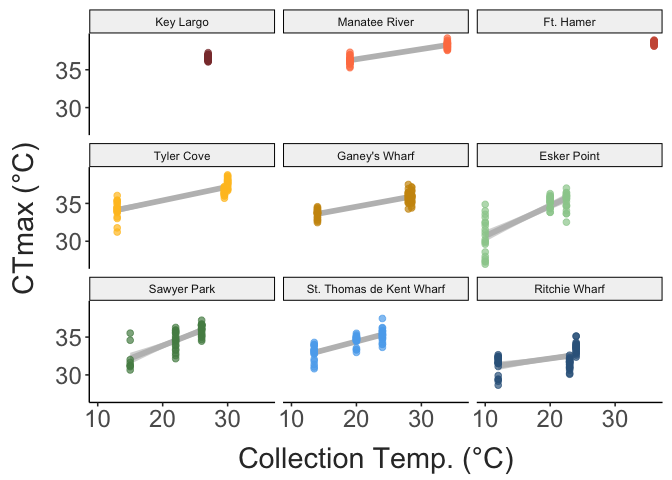 Key Largo Manatee River Ft. Hamer
35
30
Tyler Cove Ganey's Wharf Esker Point
35
30
Sawyer Park St. Thomas de Kent Wharf Ritchie Wharf
35
30
10 20 30 10 20 30 10 20 30
CTmax (°C)
Collection Temp. (°C)